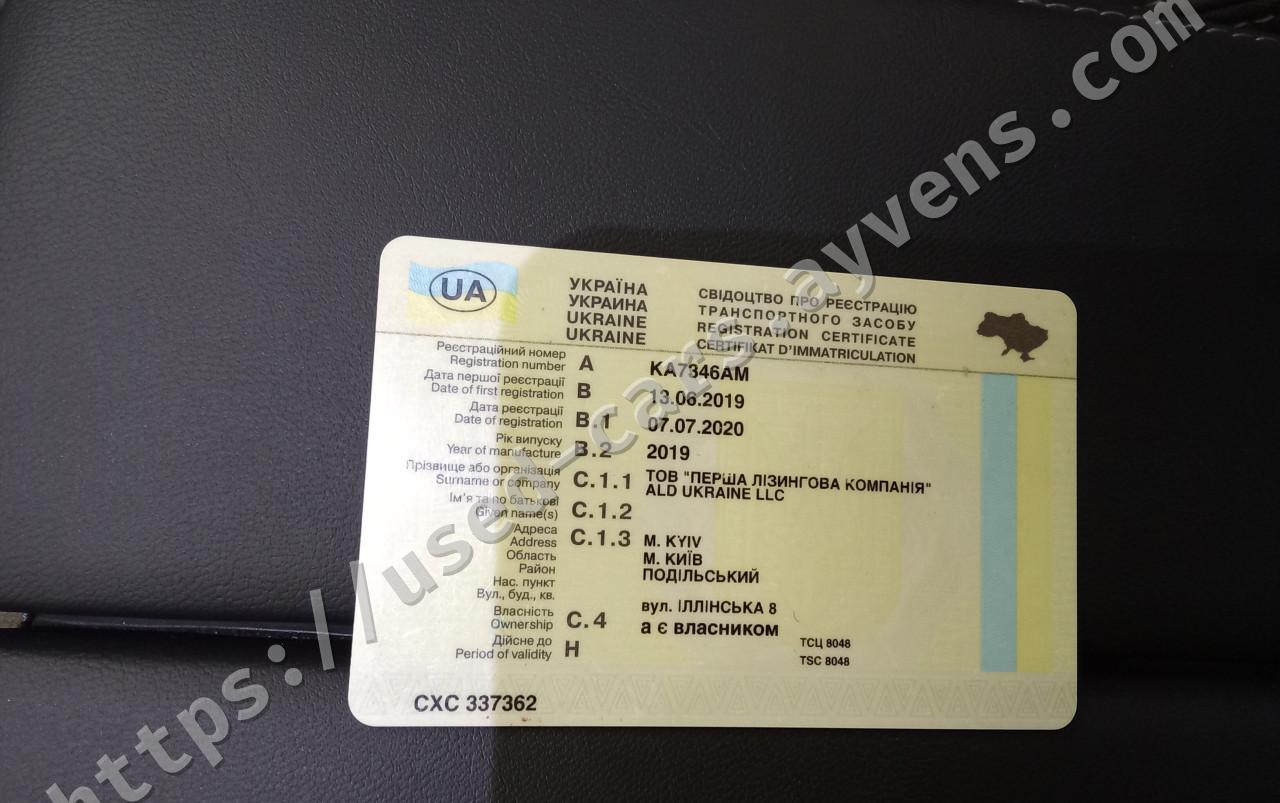 UA
УКРАЇНА
УКРАИНА
UKRAINE
UKRAINE
СВІДОЦТВО ПРО РЕЄСТРАЦІЮ
ТРАНСПОРТНОГО ЗАСОБУ
REGISTRATION CERTIFICATE
CERTIFIKAT D'IMMATRICULATION
Реєстраційний номер
Registration number
A
KA7346AM
Дата першої реєстрації
Date of first registration
B
13.06.2019
Дата реєстрації
Date of registration
B.1
07.07.2020
Рік випуску
Year of manufacture
B.2
2019
Прізвище або організація
Surname or company
C.1.1
ТОВ "ПЕРША ЛІЗИНГОВА КОМПАНІЯ"
ALD UKRAINE LLC
Ім'я та по батькові
Given name(s)
C.1.2
Адреса
Address
C.1.3
M. KYIV
Область
М. КИЇВ
Район
ПОДІЛЬСЬКИЙ
Нас. пункт
Вул., буд., кв.
вул. ІЛЛІНСЬКА 8
Власність
Ownership
C.4
а є власником
Дійсне до
Period of validity
H
ТСЦ 8048
TSC 8048
CXC 337362
https://used-cars.ayvens.com